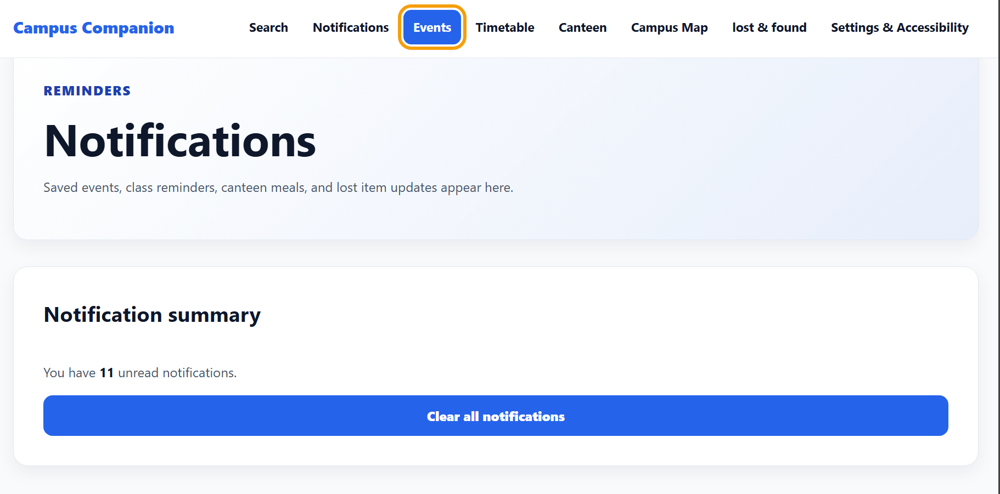 Campus Companion
Search
Notifications
Events
Timetable
Canteen
Campus Map
lost & found
Settings & Accessibility
REMINDERS
Notifications
Saved events, class reminders, canteen meals, and lost item updates appear here.
Notification summary
You have 11 unread notifications.
Clear all notifications